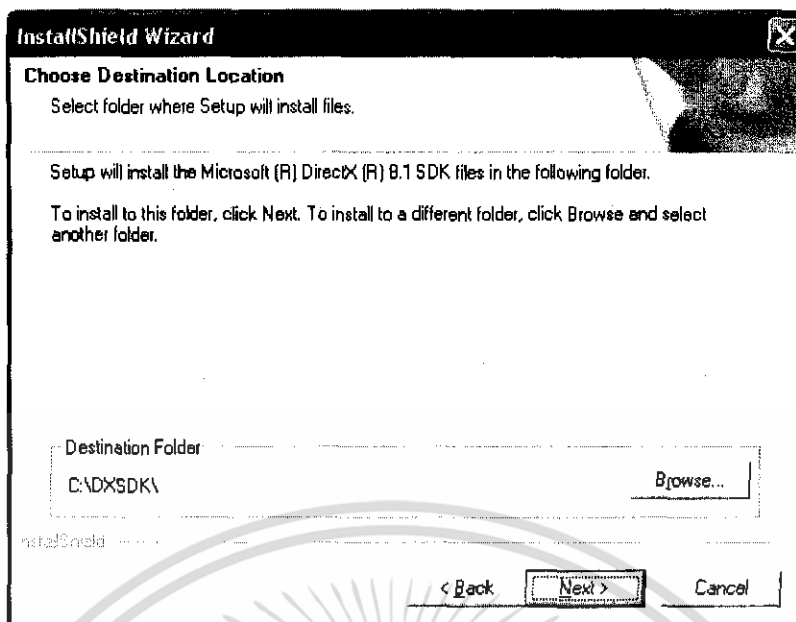 InstallShield Wizard
Choose Destination Location
Select folder where Setup will install files.
Setup will install the Microsoft (R) DirectX (R) 8.1 SDK files in the following folder.
To install to this folder, click Next. To install to a different folder, click Browse and select
another folder.
Destination Folder
C:\DXSDK\
Browse...
InstallShield
< Back Next > Cancel